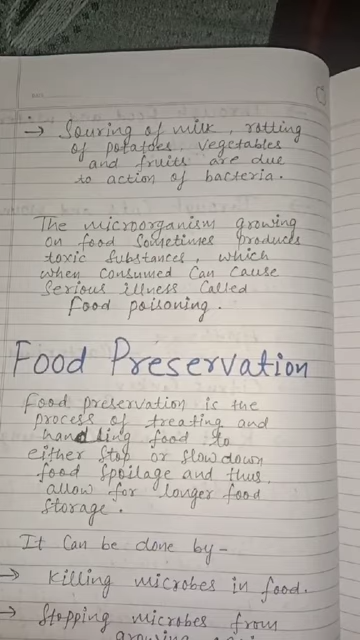 → Souring of milk, rotting
of potatoes, vegetables
and fruits are due
to action of bacteria.
The microorganism growing
on food sometimes produces
toxic substances, which
when consumed can cause
serious illness called
food poisoning.
Food Preservation
Food preservation is the
process of treating and
handling food to
either stop or slow down
food spoilage and thus
allow for longer food
storage.
It can be done by -
→ Killing microbes in food.
→ Stopping microbes from
growing